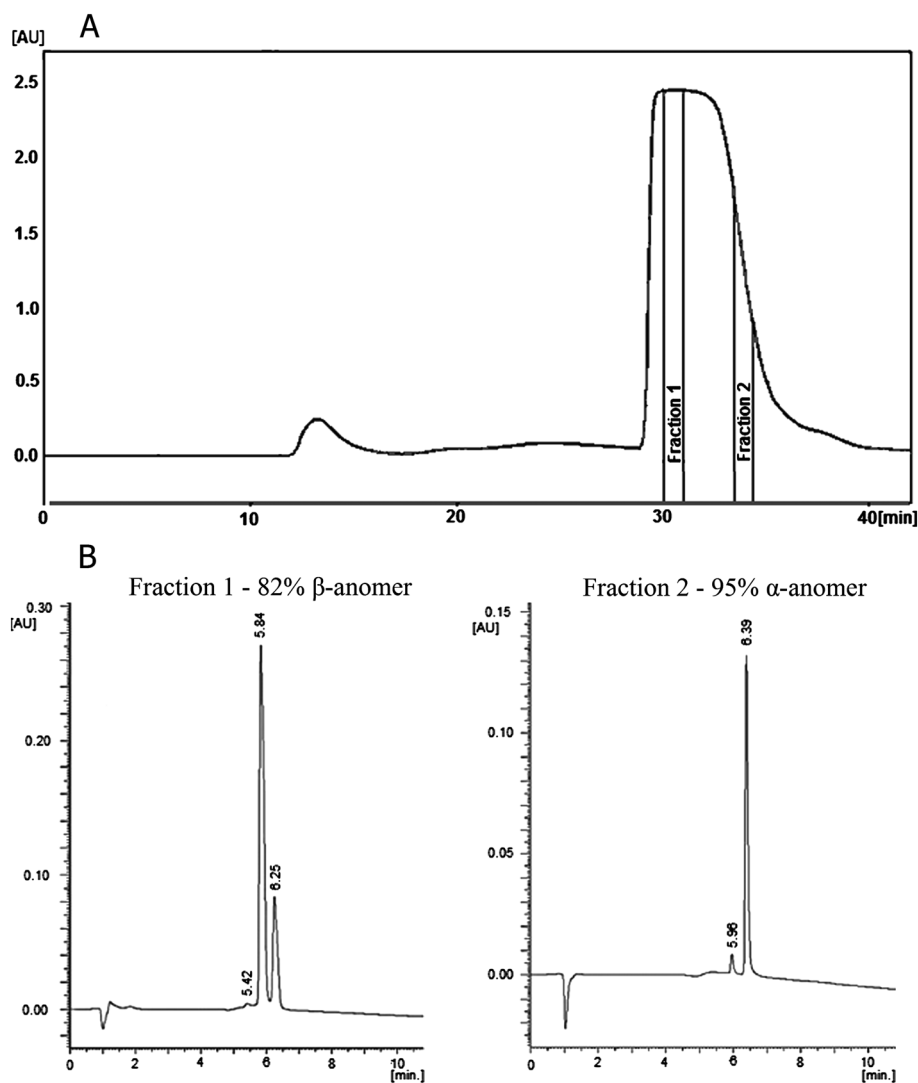 A
[AU]
2.5
2.0
1.5
1.0
0.5
0.0
Fraction 1
Fraction 2
0 10 20 30 40[min]
B
Fraction 1 - 82% β-anomer
0.30
[AU]
0.20
0.10
0.00
5.42
5.84
6.25
0 2 4 6 8 10
[min.]
Fraction 2 - 95% α-anomer
0.15
[AU]
0.10
0.05
0.00
5.96
6.39
0 2 4 6 8 10
[min.]